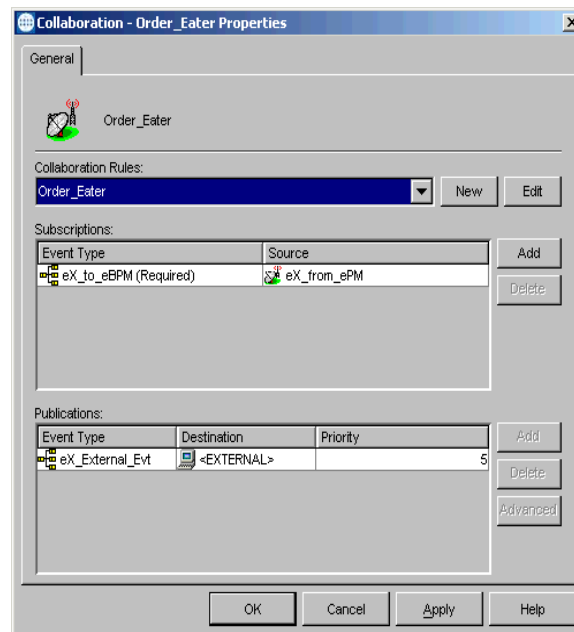 Collaboration - Order_Eater Properties
General
Order_Eater
Collaboration Rules:
Order_Eater New Edit
Subscriptions:
Event Type Source Add
eX_to_eBPM (Required) eX_from_ePM
Delete
Publications:
Event Type Destination Priority Add
eX_External_Evt <EXTERNAL> 5
Delete
Advanced
OK Cancel Apply Help